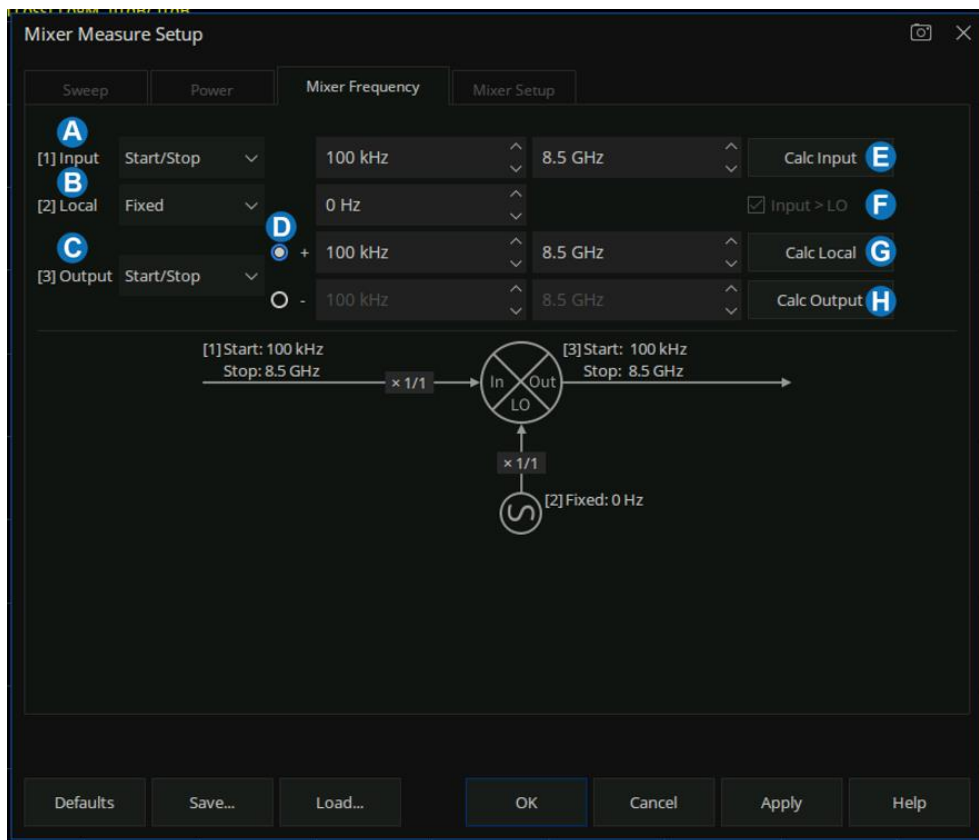 Mixer Measure Setup
Sweep Power Mixer Frequency Mixer Setup
A
[1] Input Start/Stop 100 kHz 8.5 GHz Calc Input E
B
[2] Local Fixed 0 Hz Input > LO F
D
+ 100 kHz 8.5 GHz Calc Local G
C
[3] Output Start/Stop
- 100 kHz 8.5 GHz Calc Output H
[1] Start: 100 kHz
Stop: 8.5 GHz
× 1/1
In Out
LO
[3] Start: 100 kHz
Stop: 8.5 GHz
× 1/1
[2] Fixed: 0 Hz
Defaults Save... Load... OK Cancel Apply Help